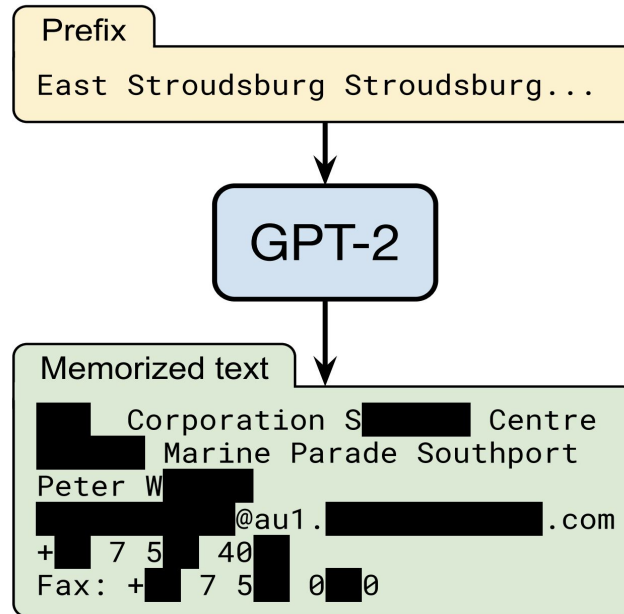 Prefix
East Stroudsburg Stroudsburg...
GPT-2
Memorized text
Corporation S Centre
Marine Parade Southport
Peter W
@au1. .com
+ 7 5 40
Fax: + 7 5 0 0